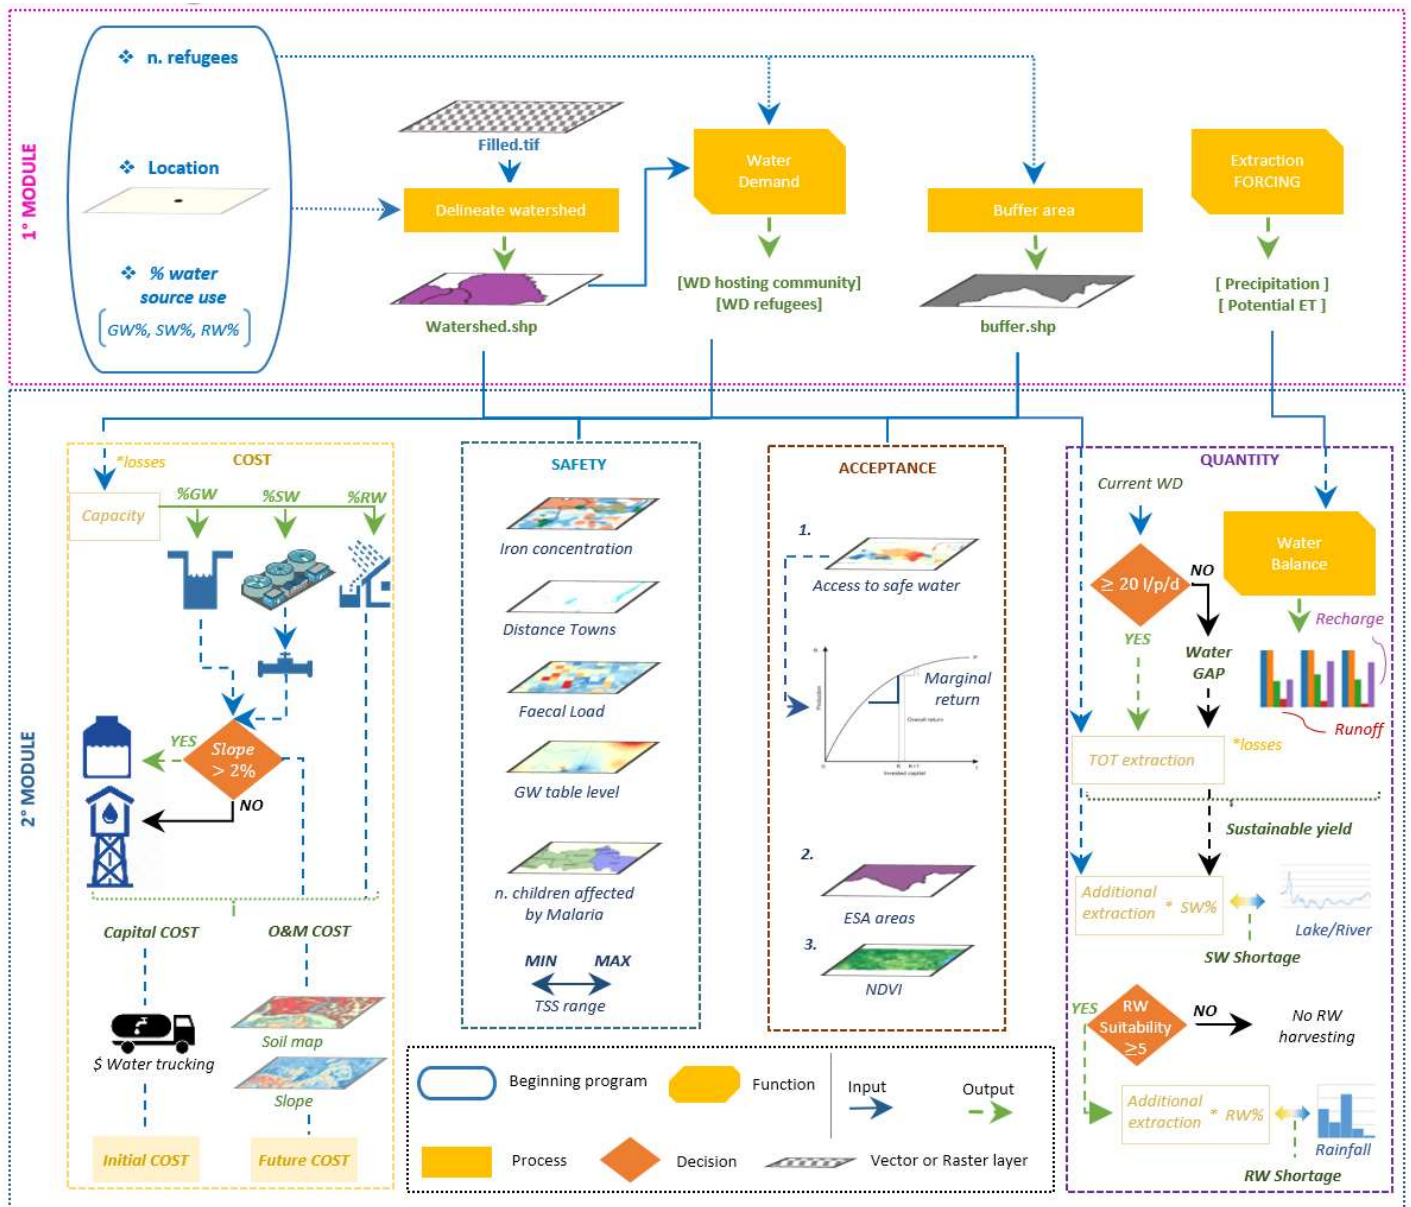 1° MODULE
❖ n. refugees
❖ Location
❖ % water
source use
GW%, SW%, RW%
Filled.tif
Delineate watershed
Watershed.shp
Water
Demand
[WD hosting community]
[WD refugees]
Buffer area
buffer.shp
Extraction
FORCING
[ Precipitation ]
[ Potential ET ]
2° MODULE
COST
*losses
Capacity
%GW
%SW
%RW
Slope
> 2%
YES
NO
Capital COST
O&M COST
$ Water trucking
Soil map
Slope
Initial COST
Future COST
SAFETY
Iron concentration
Distance Towns
Faecal Load
GW table level
n. children affected
by Malaria
MIN
MAX
TSS range
ACCEPTANCE
1.
Access to safe water
Production
Marginal
return
Overall return
K
K+1
Invested capital
2.
ESA areas
3.
NDVI
QUANTITY
Current WD
≥ 20 l/p/d
NO
YES
Water
GAP
Water
Balance
Recharge
Runoff
TOT extraction
*losses
Sustainable yield
Additional
extraction * SW%
Lake/River
SW Shortage
RW
Suitability
≥5
YES
NO
No RW
harvesting
Additional
extraction * RW%
Rainfall
RW Shortage
Beginning program
Function
Input
Output
Process
Decision
Vector or Raster layer